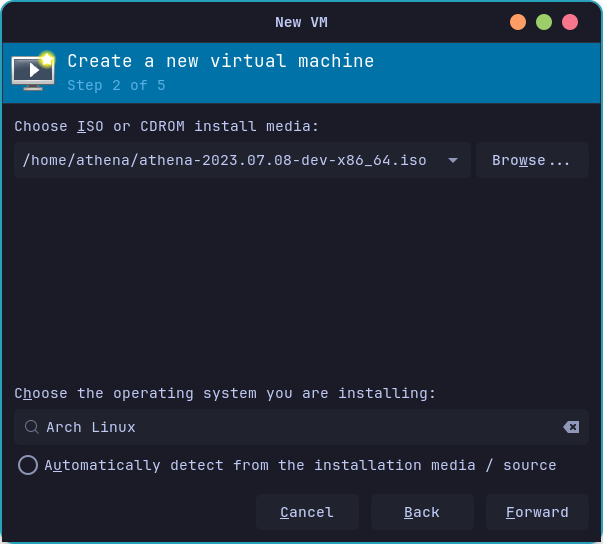 New VM
Create a new virtual machine
Step 2 of 5
Choose ISO or CDROM install media:
/home/athena/athena-2023.07.08-dev-x86_64.iso Browse...
Choose the operating system you are installing:
Arch Linux
Automatically detect from the installation media / source
Cancel Back Forward